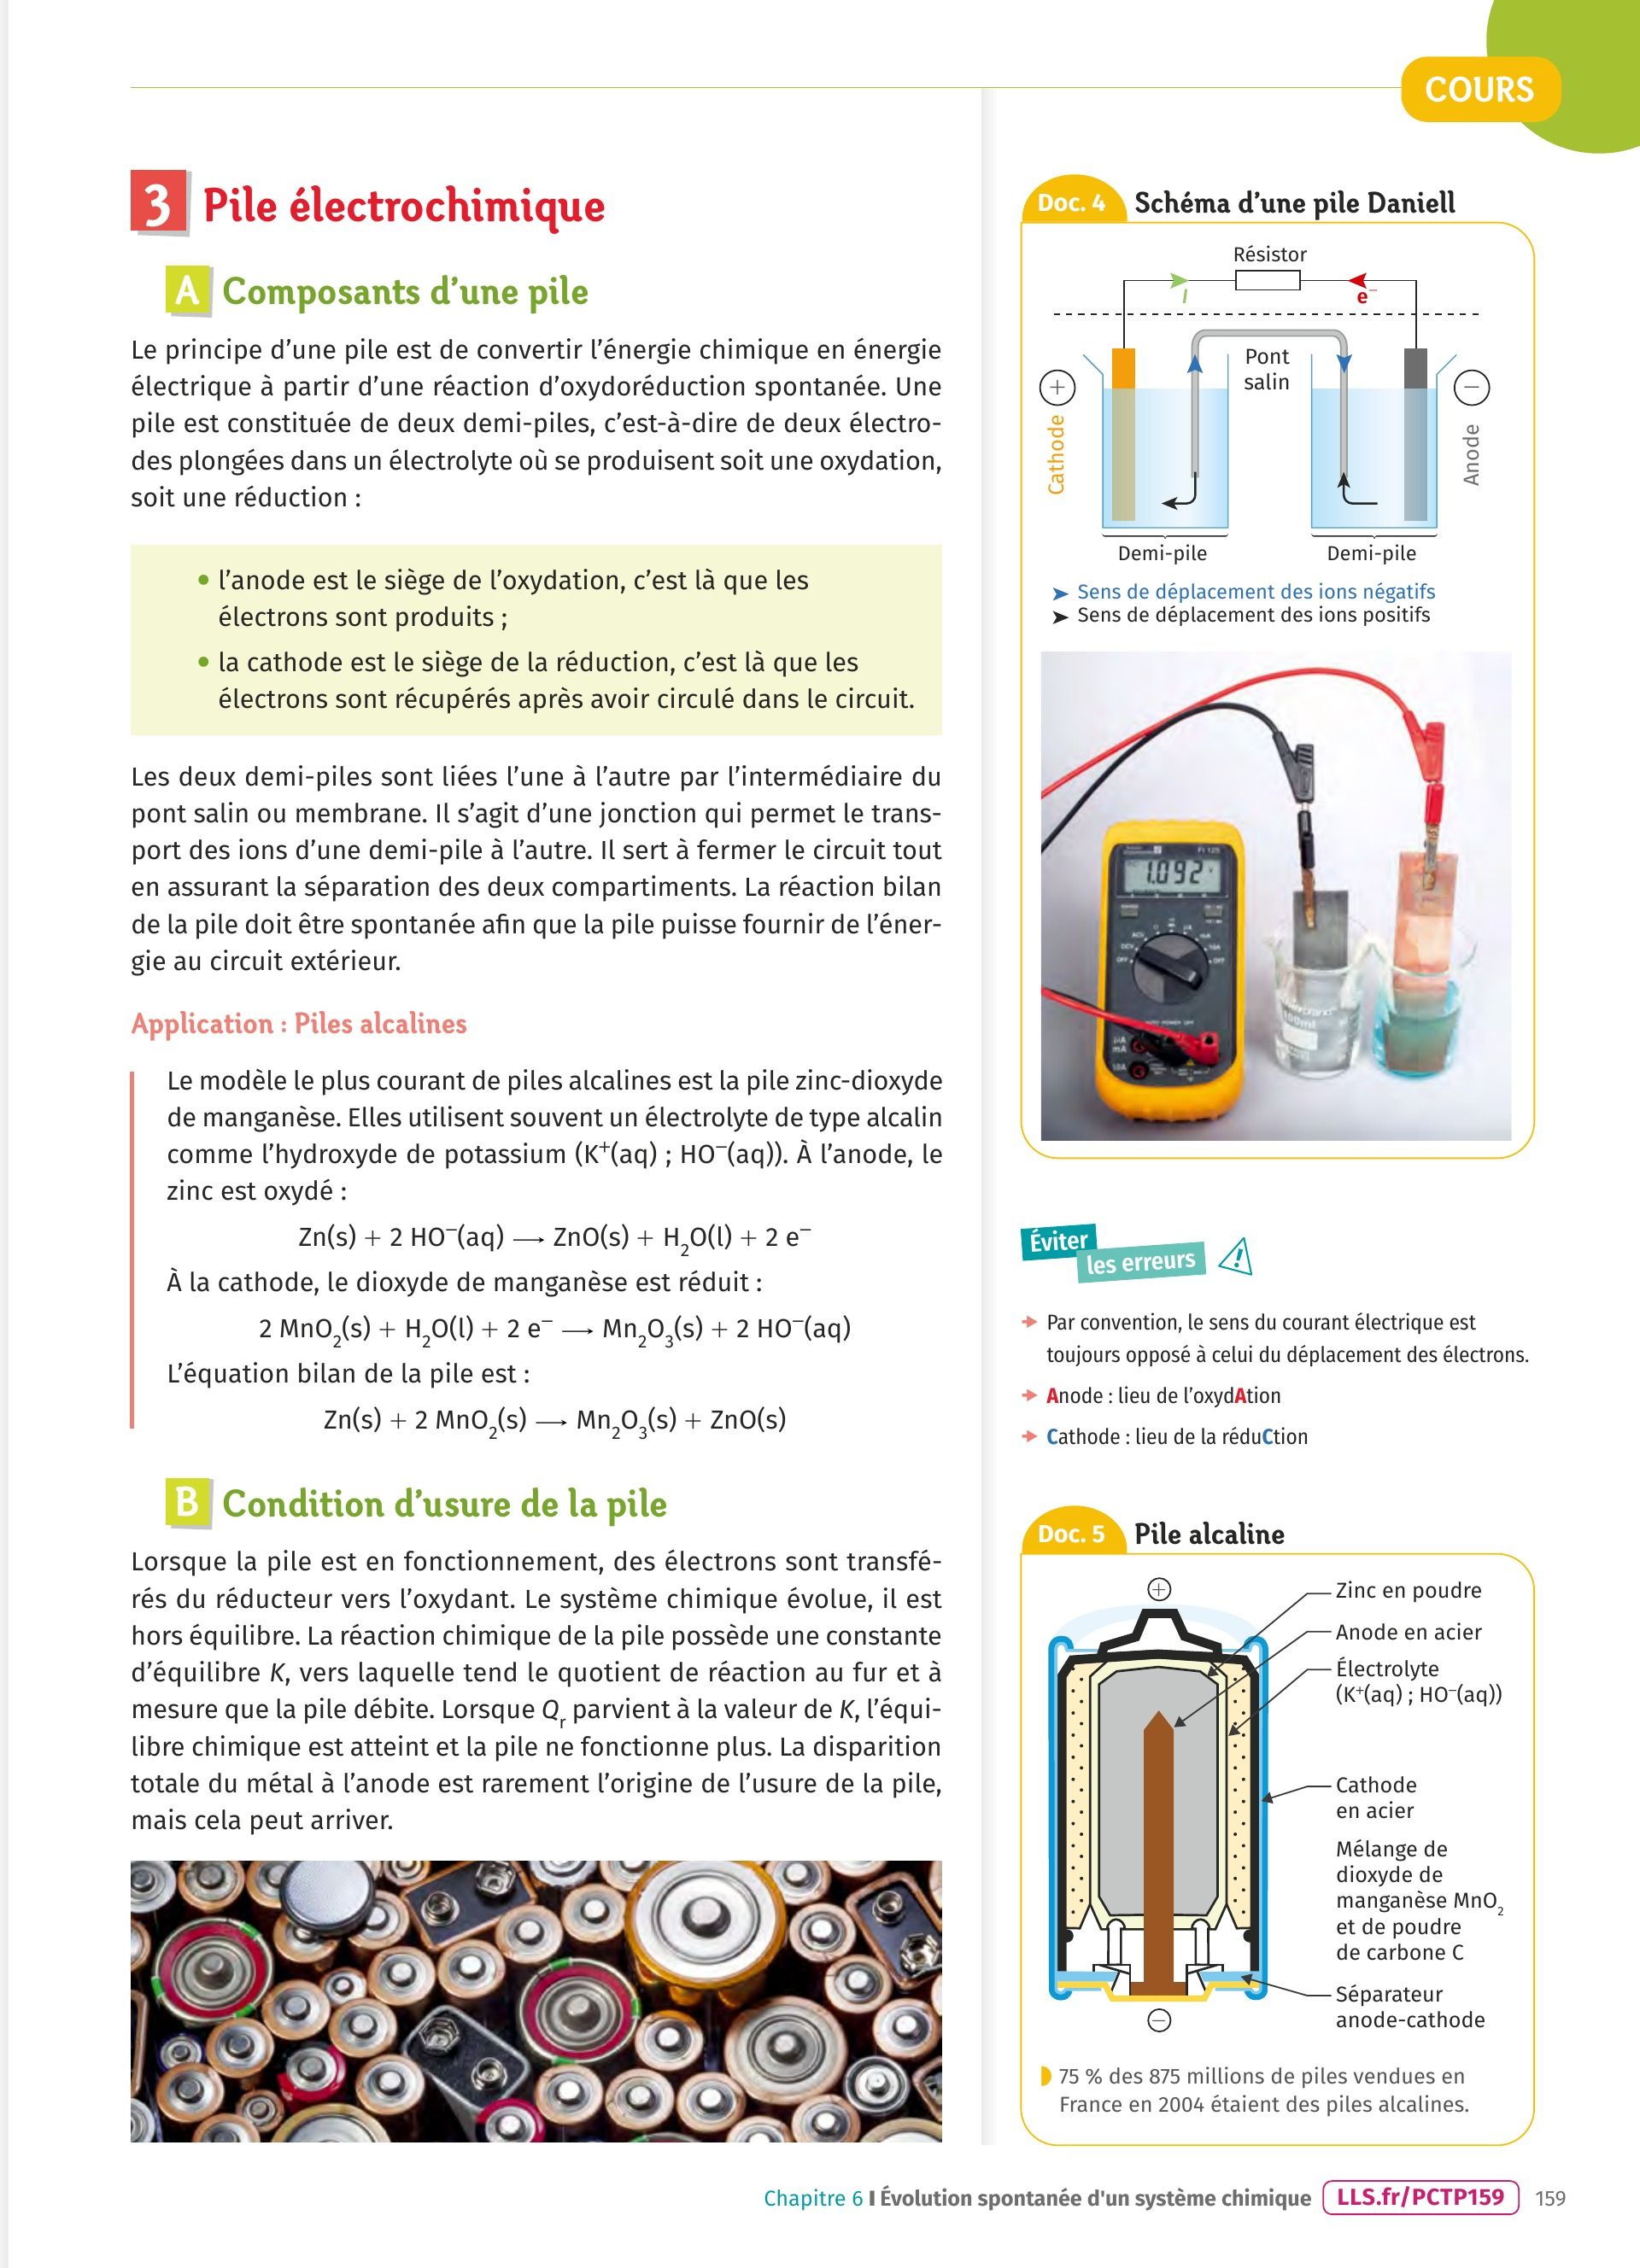 COURS
3 Pile électrochimique
A Composants d’une pile
Le principe d’une pile est de convertir l’énergie chimique en énergie
électrique à partir d’une réaction d’oxydoréduction spontanée. Une
pile est constituée de deux demi-piles, c’est-à-dire de deux électro-
des plongées dans un électrolyte où se produisent soit une oxydation,
soit une réduction :
• l’anode est le siège de l’oxydation, c’est là que les
électrons sont produits ;
• la cathode est le siège de la réduction, c’est là que les
électrons sont récupérés après avoir circulé dans le circuit.
Les deux demi-piles sont liées l’une à l’autre par l’intermédiaire du
pont salin ou membrane. Il s’agit d’une jonction qui permet le trans-
port des ions d’une demi-pile à l’autre. Il sert à fermer le circuit tout
en assurant la séparation des deux compartiments. La réaction bilan
de la pile doit être spontanée afin que la pile puisse fournir de l’éner-
gie au circuit extérieur.
Application : Piles alcalines
Le modèle le plus courant de piles alcalines est la pile zinc-dioxyde
de manganèse. Elles utilisent souvent un électrolyte de type alcalin
comme l’hydroxyde de potassium (K⁺(aq) ; HO⁻(aq)). À l’anode, le
zinc est oxydé :
Zn(s) + 2 HO⁻(aq) ⟶ ZnO(s) + H₂O(l) + 2 e⁻
À la cathode, le dioxyde de manganèse est réduit :
2 MnO₂(s) + H₂O(l) + 2 e⁻ ⟶ Mn₂O₃(s) + 2 HO⁻(aq)
L’équation bilan de la pile est :
Zn(s) + 2 MnO₂(s) ⟶ Mn₂O₃(s) + ZnO(s)
B Condition d’usure de la pile
Lorsque la pile est en fonctionnement, des électrons sont transfé-
rés du réducteur vers l’oxydant. Le système chimique évolue, il est
hors équilibre. La réaction chimique de la pile possède une constante
d’équilibre K, vers laquelle tend le quotient de réaction au fur et à
mesure que la pile débite. Lorsque Qᵣ parvient à la valeur de K, l’équi-
libre chimique est atteint et la pile ne fonctionne plus. La disparition
totale du métal à l’anode est rarement l’origine de l’usure de la pile,
mais cela peut arriver.
Doc. 4 Schéma d’une pile Daniell
Résistor
I
e⁻
Pont
salin
+
−
Cathode
Anode
Demi-pile
Demi-pile
➤ Sens de déplacement des ions négatifs
➤ Sens de déplacement des ions positifs
1.092
Éviter
les erreurs
Par convention, le sens du courant électrique est
toujours opposé à celui du déplacement des électrons.
Anode : lieu de l’oxydAtion
Cathode : lieu de la réduCtion
Doc. 5 Pile alcaline
+
Zinc en poudre
Anode en acier
Électrolyte
(K⁺(aq) ; HO⁻(aq))
Cathode
en acier
Mélange de
dioxyde de
manganèse MnO₂
et de poudre
de carbone C
Séparateur
anode-cathode
−
75 % des 875 millions de piles vendues en
France en 2004 étaient des piles alcalines.
Chapitre 6 I Évolution spontanée d'un système chimique LLS.fr/PCTP159 159